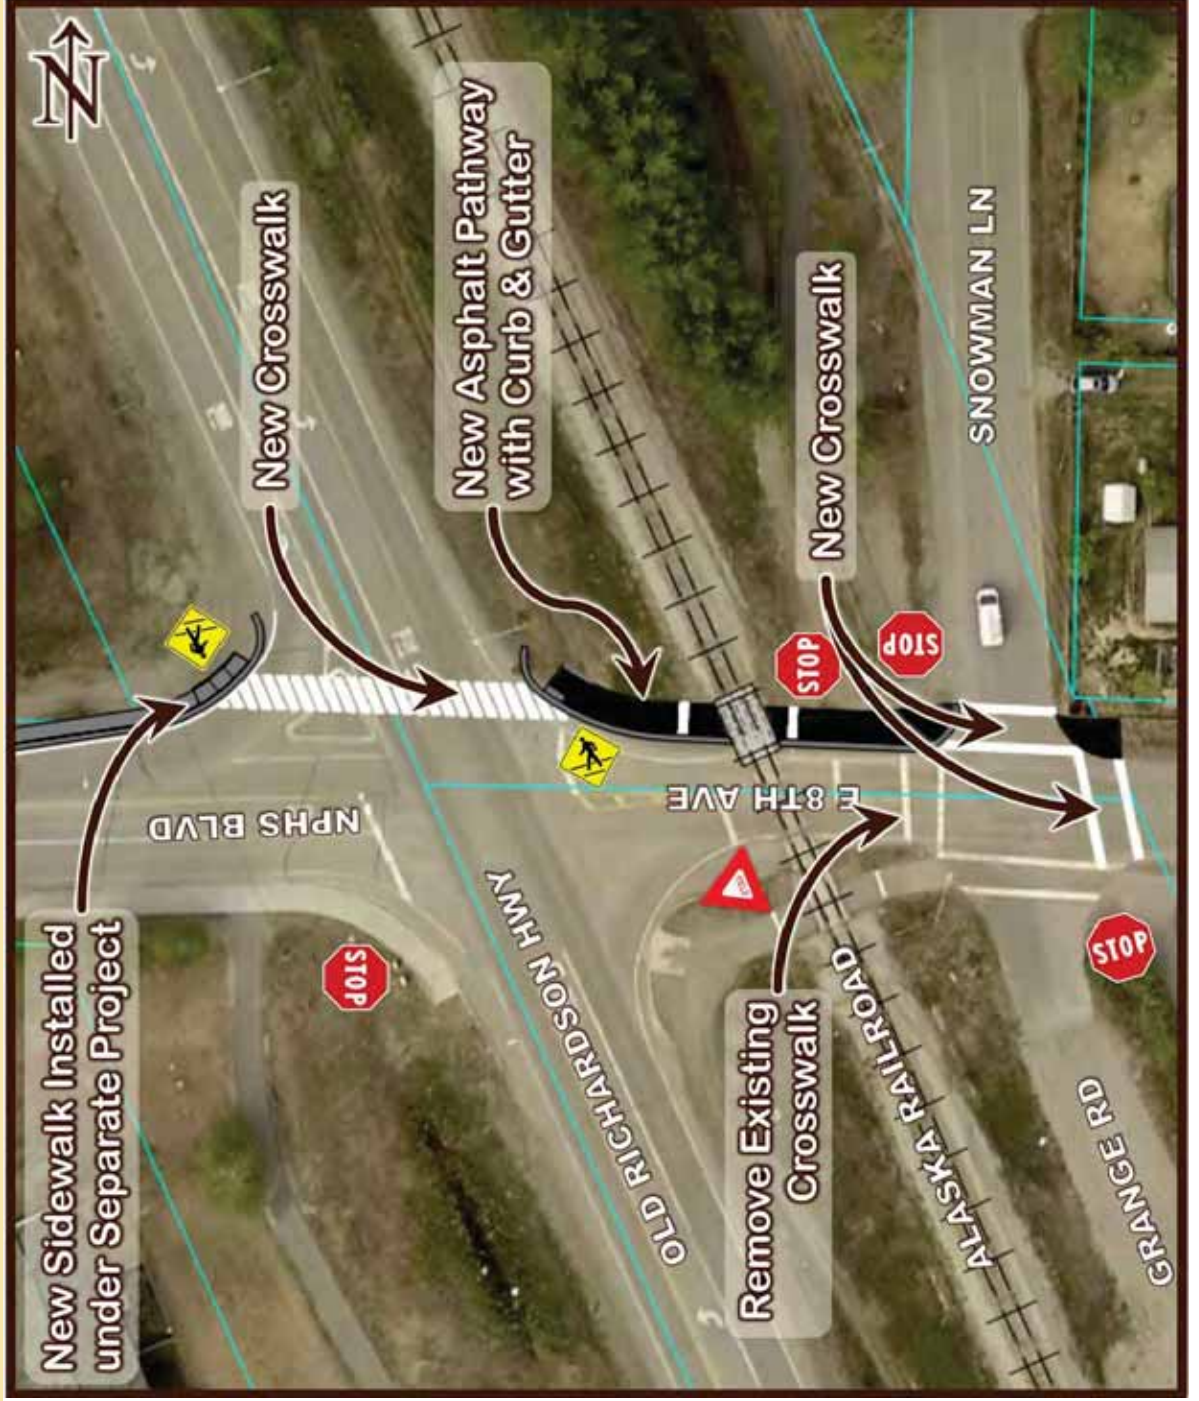 N
New Crosswalk
New Asphalt Pathway
with Curb & Gutter
New Crosswalk
SNOWMAN LN
STOP
STOP
NPHS BLVD
E 8TH AVE
New Sidewalk Installed
under Separate Project
STOP
OLD RICHARDSON HWY
Remove Existing
Crosswalk
ALASKA RAILROAD
STOP
GRANGE RD